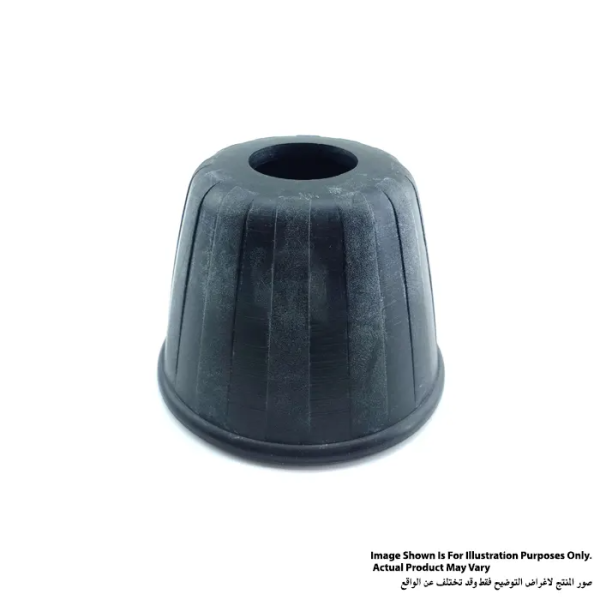 Image Shown Is For Illustration Purposes Only.
Actual Product May Vary
صور المنتج لاغراض التوضيح فقط وقد تختلف عن الواقع